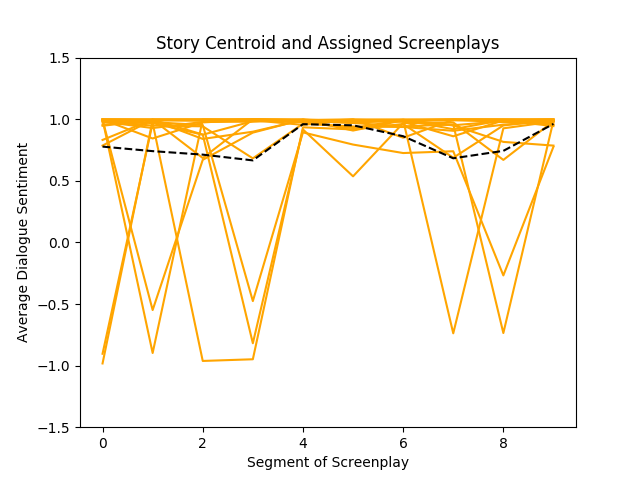 Story Centroid and Assigned Screenplays
1.5
1.0
0.5
0.0
−0.5
−1.0
−1.5
Average Dialogue Sentiment
0 2 4 6 8
Segment of Screenplay